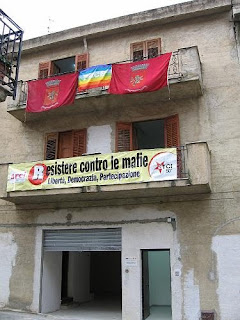 Resistere contro le mafie
Libertà, Democrazia, Partecipazione